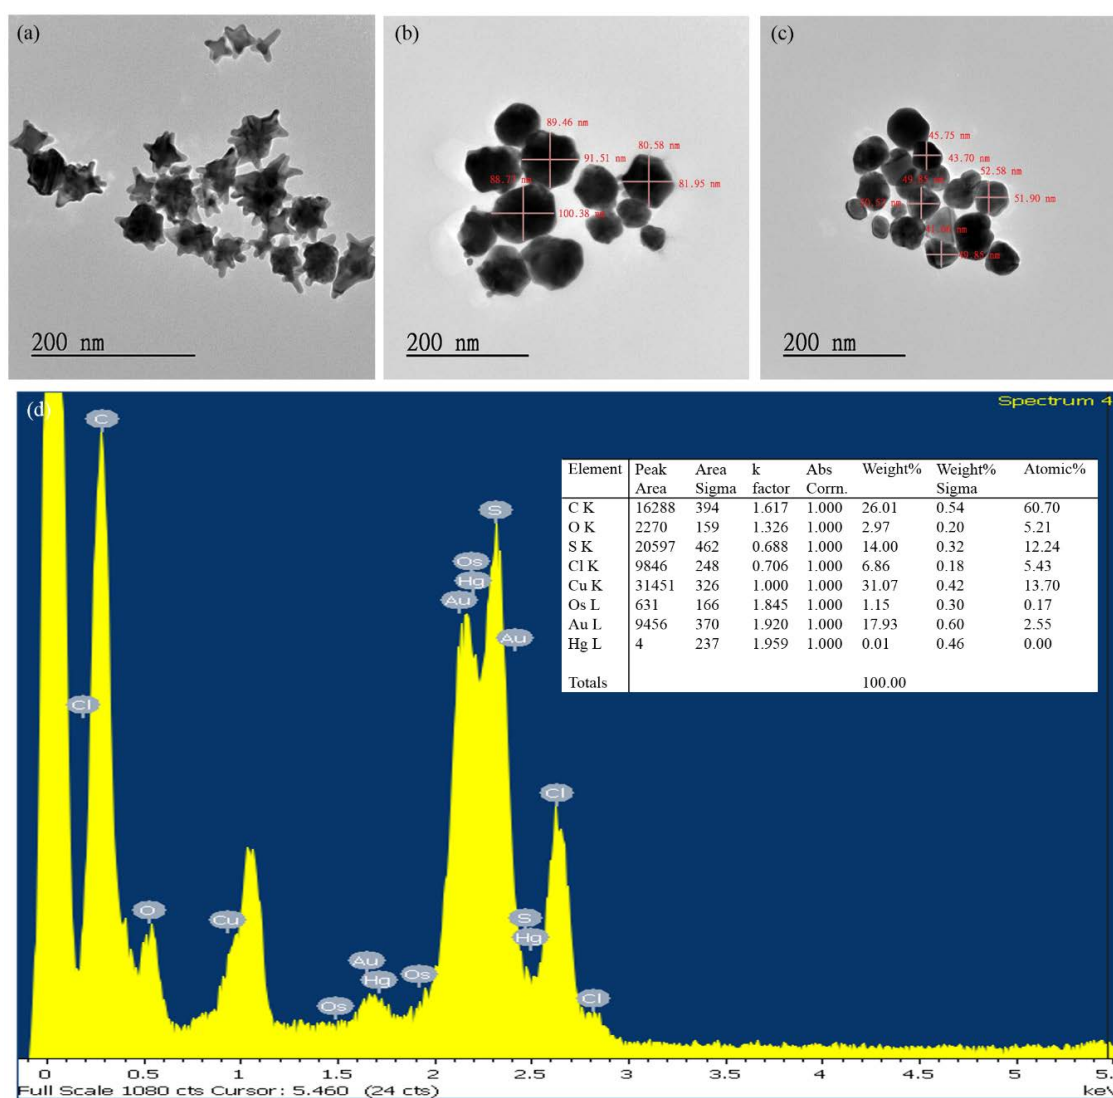 (a)
200 nm
(b)
89.46 nm
80.58 nm
91.51 nm
81.95 nm
100.38 nm
200 nm
(c)
45.75 nm
43.70 nm
52.58 nm
51.90 nm
200 nm
(d)
Spectrum 4
C
Cl
O
Cu
Os
Au
Hg
Os
Os
Hg
Au
S
Au
S
Hg
Cl
Cl
Element Peak Area Area Sigma k factor Abs Corrn. Weight% Weight% Sigma Atomic%
C K 16288 394 1.617 1.000 26.01 0.54 60.70
O K 2270 159 1.326 1.000 2.97 0.20 5.21
S K 20597 462 0.688 1.000 14.00 0.32 12.24
Cl K 9846 248 0.706 1.000 6.86 0.18 5.43
Cu K 31451 326 1.000 1.000 31.07 0.42 13.70
Os L 631 166 1.845 1.000 1.15 0.30 0.17
Au L 9456 370 1.920 1.000 17.93 0.60 2.55
Hg L 4 237 1.959 1.000 0.01 0.46 0.00
Totals 100.00
0 0.5 1 1.5 2 2.5 3 3.5 4 4.5 5
Full Scale 1080 cts Cursor: 5.460 (24 cts)